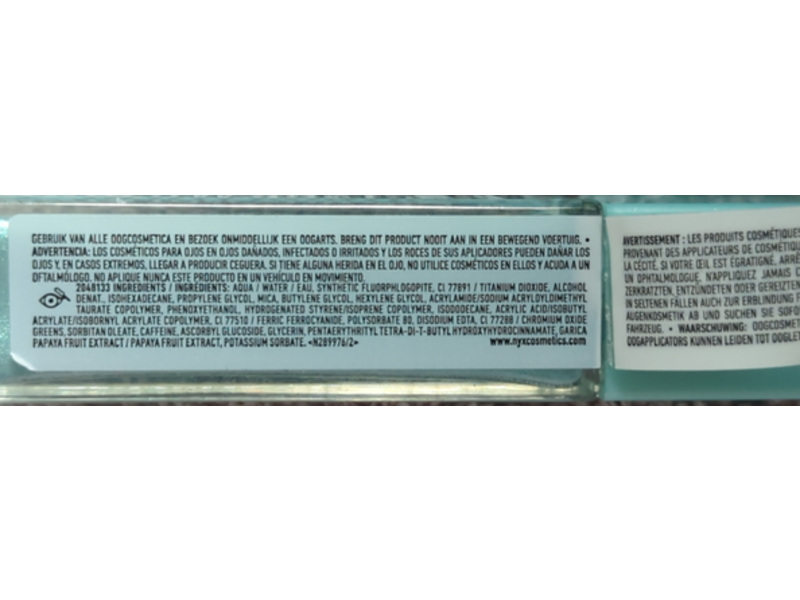 GEBRUIK VAN ALLE OOGCOSMETICA EN BEZOEK ONMIDDELLIJK EEN OOGARTS. BRENG DIT PRODUCT NOOIT AAN IN EEN BEWEGEND VOERTUIG. •
ADVERTENCIA: LOS COSMÉTICOS PARA OJOS EN OJOS DAÑADOS, INFECTADOS O IRRITADOS Y LOS ROCES DE SUS APLICADORES PUEDEN DAÑAR LOS
OJOS Y, EN CASOS EXTREMOS, LLEGAR A PRODUCIR CEGUERA. SI TIENE ALGUNA HERIDA EN EL OJO, NO UTILICE COSMÉTICOS EN ELLOS Y ACUDA A UN
OFTALMÓLOGO. NO APLIQUE NUNCA ESTE PRODUCTO EN UN VEHÍCULO EN MOVIMIENTO.
2048133 INGREDIENTS / INGRÉDIENTS: AQUA / WATER / EAU, SYNTHETIC FLUORPHLOGOPITE, CI 77891 / TITANIUM DIOXIDE, ALCOHOL
DENAT., ISOHEXADECANE, PROPYLENE GLYCOL, MICA, BUTYLENE GLYCOL, HEXYLENE GLYCOL, ACRYLAMIDE/SODIUM ACRYLOYLDIMETHYL
TAURATE COPOLYMER, PHENOXYETHANOL, HYDROGENATED STYRENE/ISOPRENE COPOLYMER, ISODODECANE, ACRYLIC ACID/ISOBUTYL
ACRYLATE/ISOBORNYL ACRYLATE COPOLYMER, CI 77510 / FERRIC FERROCYANIDE, POLYSORBATE 80, DISODIUM EDTA, CI 77288 / CHROMIUM OXIDE
GREENS, SORBITAN OLEATE, CAFFEINE, ASCORBYL GLUCOSIDE, GLYCERIN, PENTAERYTHRITYL TETRA-DI-T-BUTYL HYDROXYHYDROCINNAMATE, CARICA
PAPAYA FRUIT EXTRACT / PAPAYA FRUIT EXTRACT, POTASSIUM SORBATE. <N289976/2> www.nyxcosmetics.com
AVERTISSEMENT : LES PRODUITS COSMÉTIQUES
PROVENANT DES APPLICATEURS DE COSMÉTIQ
LA CÉCITÉ. SI VOTRE ŒIL EST ÉGRATIGNÉ, ARRÊ
UN OPHTALMOLOGUE. N'APPLIQUEZ JAMAIS C
ZERKRATZTEN, ENTZÜNDETEN ODER GEREIZTEN
IN SELTENEN FÄLLEN AUCH ZUR ERBLINDUNG F
AUGENKOSMETIK AB UND SUCHEN SIE SOFO
FAHRZEUG. • WAARSCHUWING: OOGCOSMET
OOGAPPLICATORS KUNNEN LEIDEN TOT OOGLET